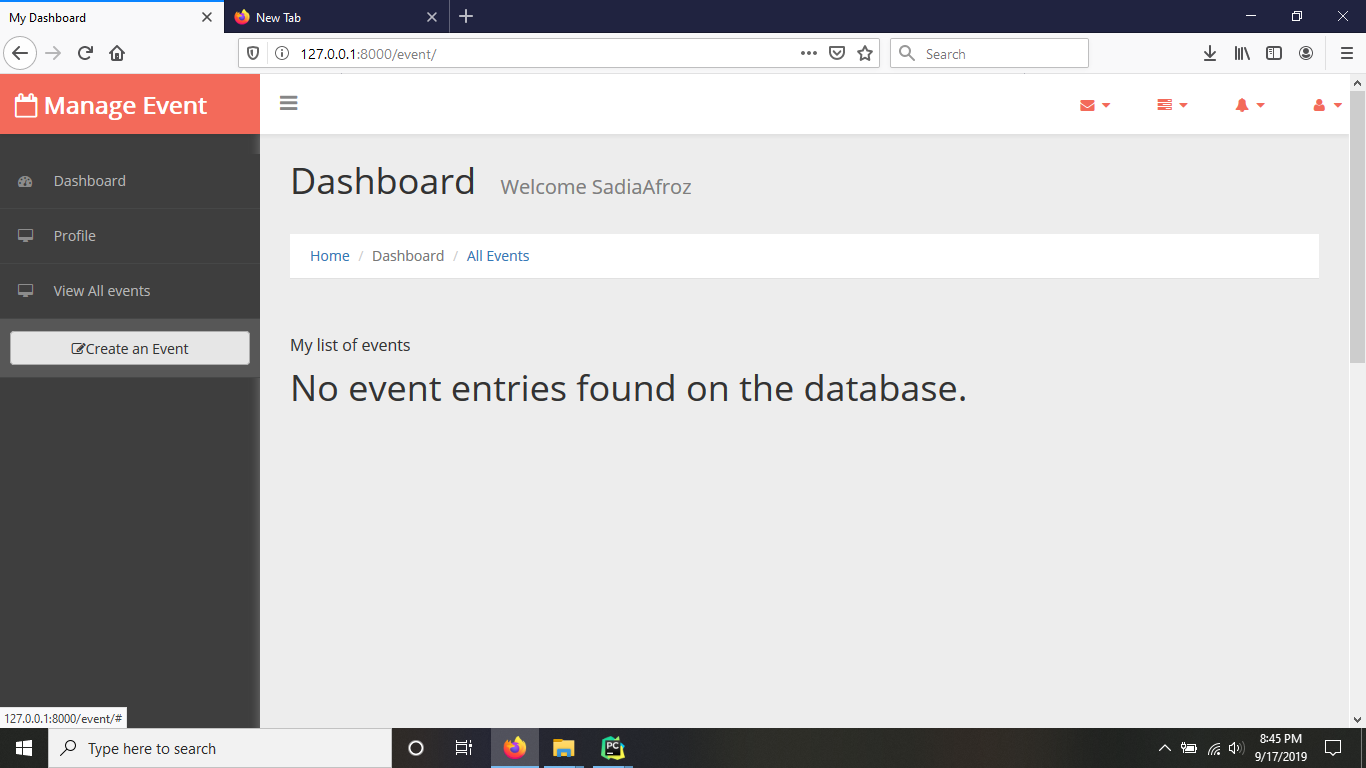 My Dashboard
New Tab
127.0.0.1:8000/event/
Search
Manage Event
Dashboard
Profile
View All events
Create an Event
Dashboard Welcome SadiaAfroz
Home / Dashboard / All Events
My list of events
No event entries found on the database.
127.0.0.1:8000/event/#
Type here to search
PC
8:45 PM
9/17/2019